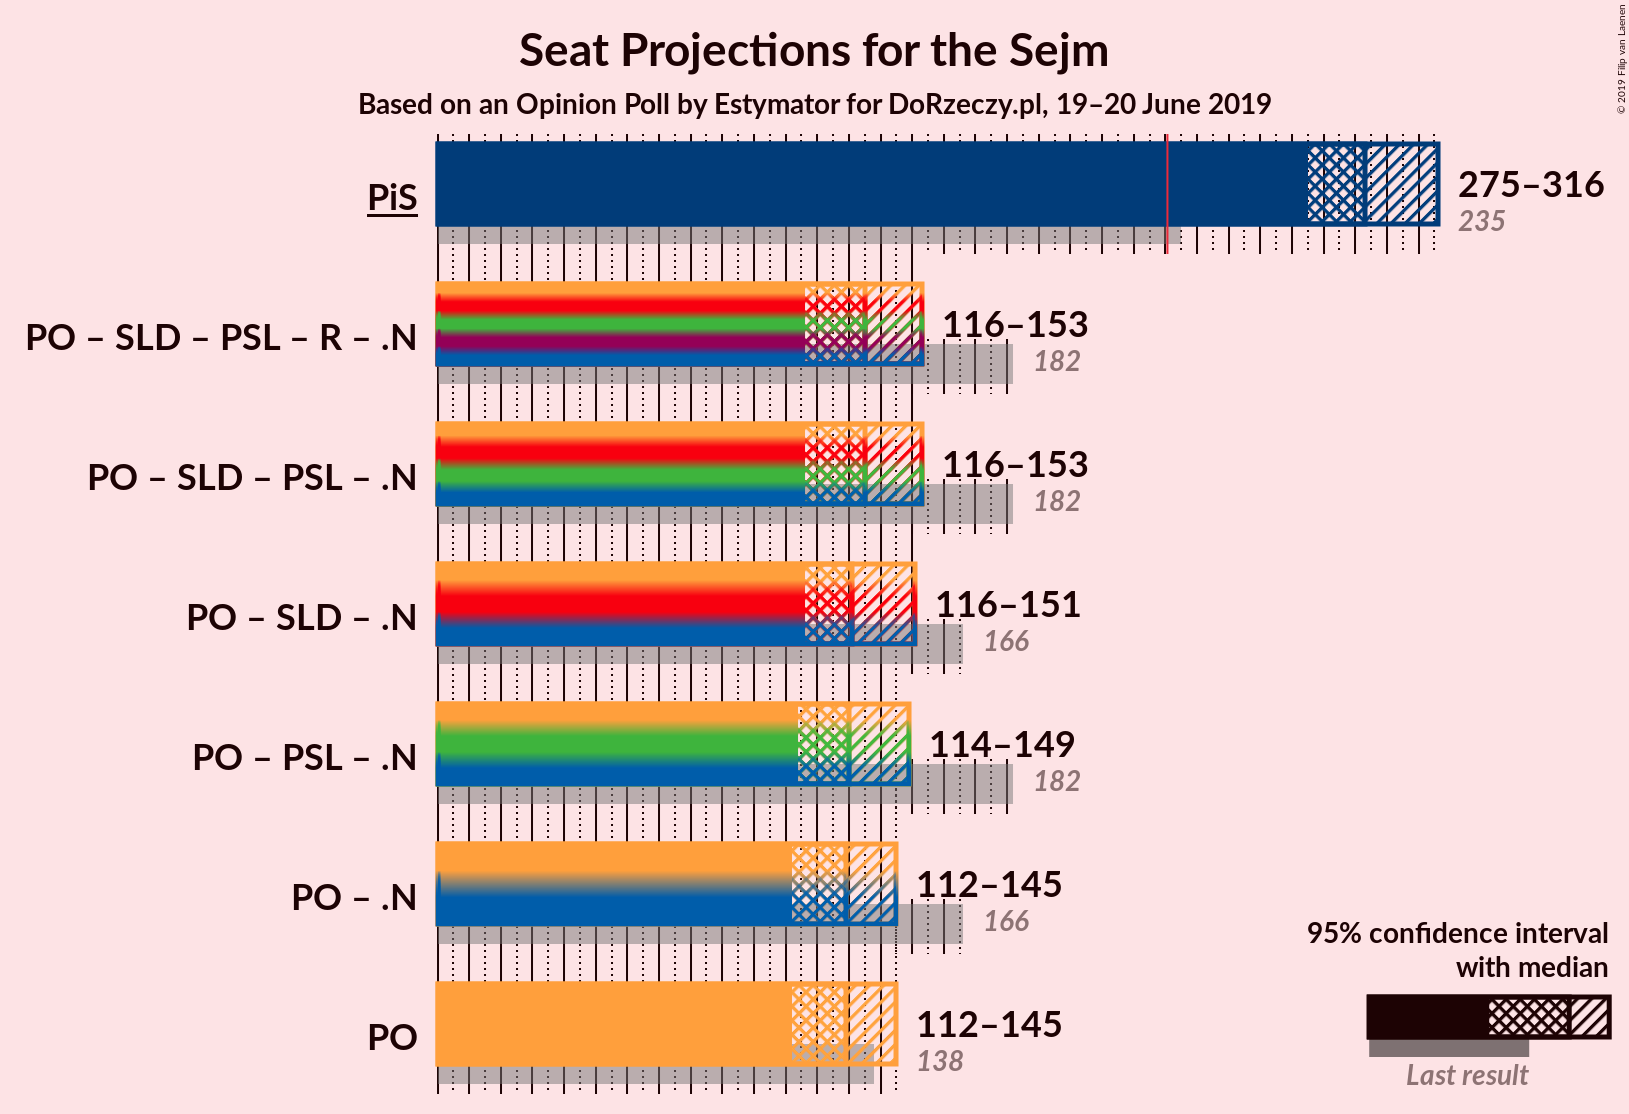 Seat Projections for the Sejm
Based on an Opinion Poll by Estymator for DoRzeczy.pl, 19–20 June 2019
© 2019 Filip van Laenen
PiS
275–316
235
PO – SLD – PSL – R – .N
116–153
182
PO – SLD – PSL – .N
116–153
182
PO – SLD – .N
116–151
166
PO – PSL – .N
114–149
182
PO – .N
112–145
166
PO
112–145
138
95% confidence interval
with median
Last result